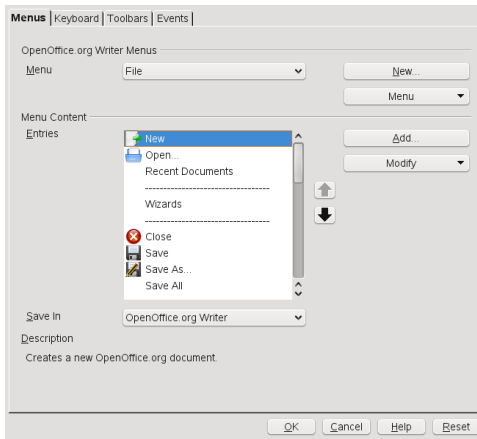 Menus Keyboard Toolbars Events
OpenOffice.org Writer Menus
Menu File New...
Menu
Menu Content
Entries New Add...
Open...
Modify
Recent Documents
--------------------------------
Wizards
--------------------------------
Close
Save
Save As...
Save All
Save In OpenOffice.org Writer
Description
Creates a new OpenOffice.org document.
OK Cancel Help Reset